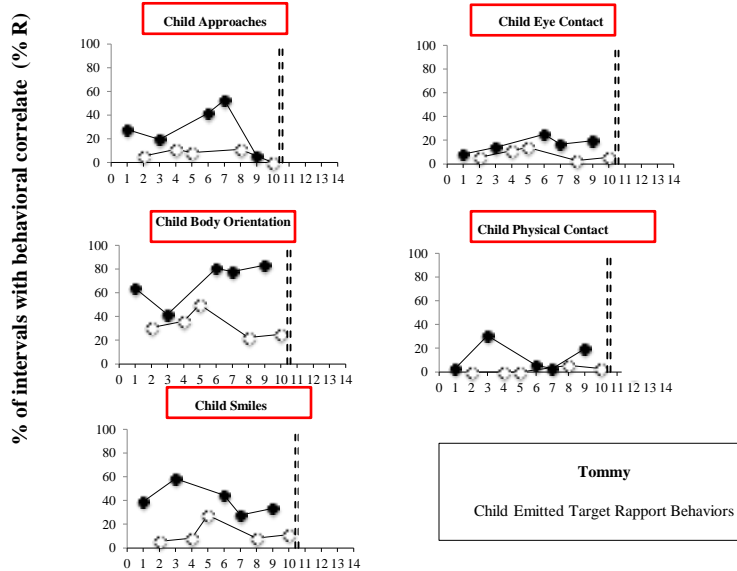 % of intervals with behavioral correlate (% R)
Child Approaches
100
80
60
40
20
0
0 1 2 3 4 5 6 7 8 9 10 11 12 13 14
Child Eye Contact
100
80
60
40
20
0
0 1 2 3 4 5 6 7 8 9 10 11 12 13 14
Child Body Orientation
100
80
60
40
20
0
0 1 2 3 4 5 6 7 8 9 10 11 12 13 14
Child Physical Contact
100
80
60
40
20
0
0 1 2 3 4 5 6 7 8 9 10 11 12 13 14
Child Smiles
100
80
60
40
20
0
0 1 2 3 4 5 6 7 8 9 10 11 12 13 14
Tommy
Child Emitted Target Rapport Behaviors